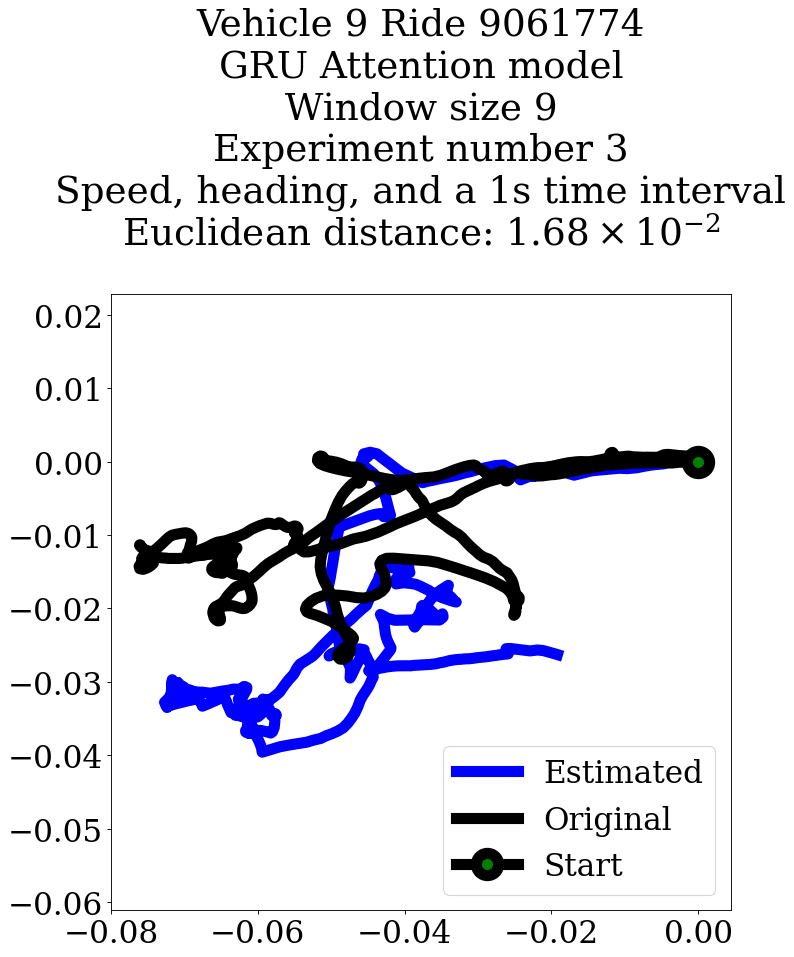 Vehicle 9 Ride 9061774
GRU Attention model
Window size 9
Experiment number 3
Speed, heading, and a 1s time interval
Euclidean distance: 1.68 × 10⁻²
0.02
0.01
0.00
−0.01
−0.02
−0.03
−0.04
−0.05
−0.06
Estimated
Original
Start
−0.08
−0.06
−0.04
−0.02
0.00